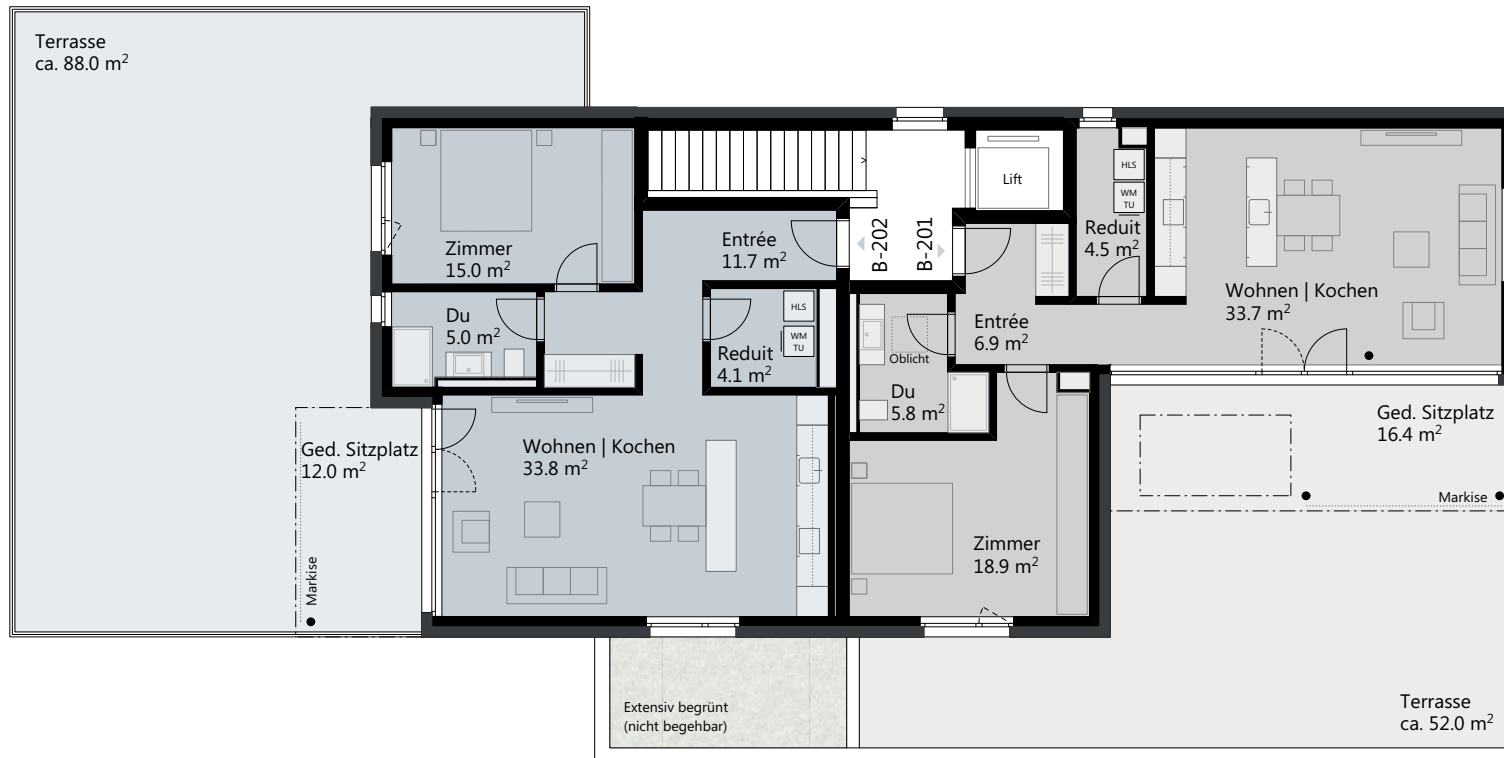 Terrasse
ca. 88.0 m²
Zimmer
15.0 m²
Entrée
11.7 m²
B-202
B-201
Lift
HLS
WM
TU
Reduit
4.5 m²
Wohnen | Kochen
33.7 m²
Du
5.0 m²
HLS
WM
TU
Reduit
4.1 m²
Entrée
6.9 m²
Oblicht
Du
5.8 m²
Ged. Sitzplatz
12.0 m²
Markise
Wohnen | Kochen
33.8 m²
Ged. Sitzplatz
16.4 m²
Markise
Zimmer
18.9 m²
Extensiv begrünt
(nicht begehbar)
Terrasse
ca. 52.0 m²